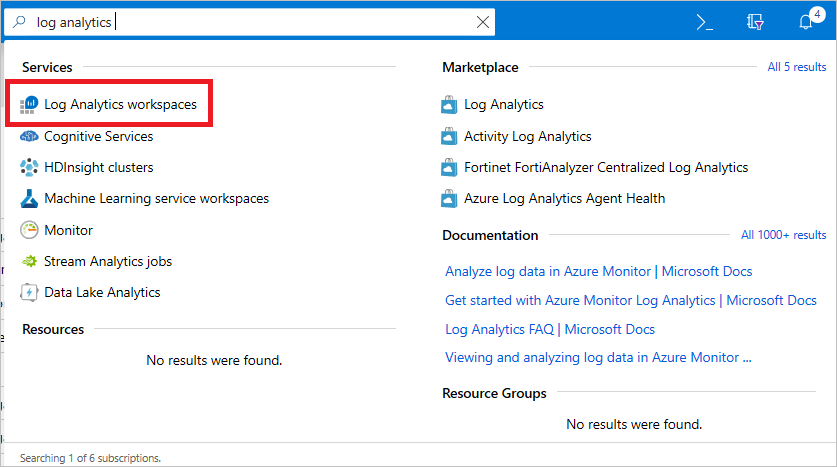 log analytics
4
Services
Log Analytics workspaces
Cognitive Services
HDInsight clusters
Machine Learning service workspaces
Monitor
Stream Analytics jobs
Data Lake Analytics
Resources
No results were found.
Marketplace
All 5 results
Log Analytics
Activity Log Analytics
Fortinet FortiAnalyzer Centralized Log Analytics
Azure Log Analytics Agent Health
Documentation
All 1000+ results
Analyze log data in Azure Monitor | Microsoft Docs
Get started with Azure Monitor Log Analytics | Microsoft Docs
Log Analytics FAQ | Microsoft Docs
Viewing and analyzing log data in Azure Monitor ...
Resource Groups
No results were found.
Searching 1 of 6 subscriptions.